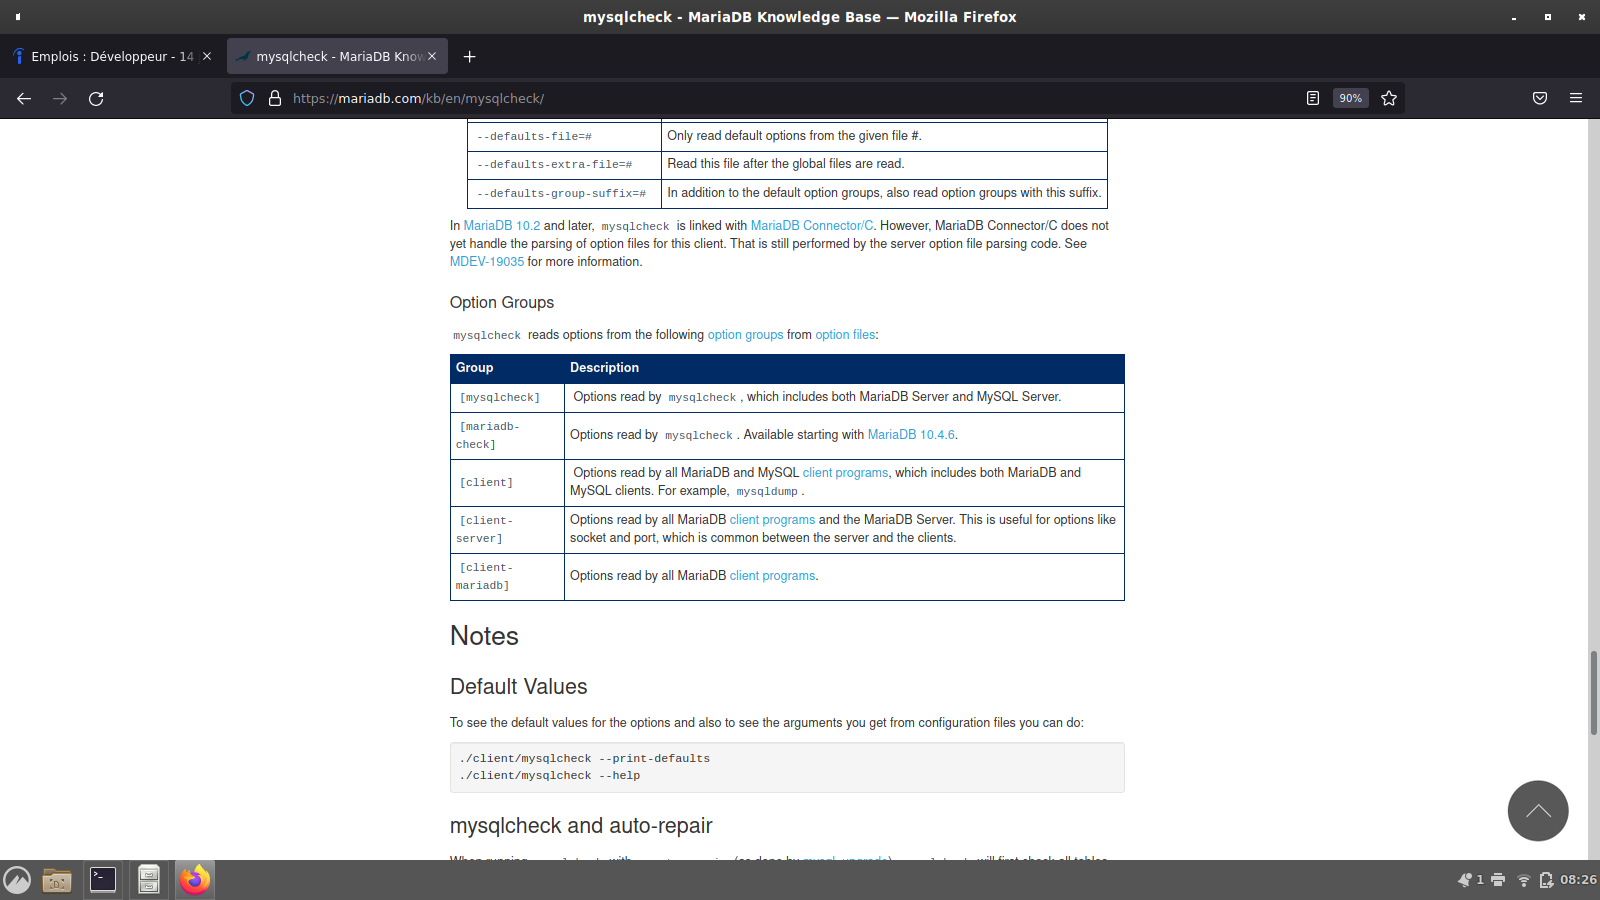 mysqlcheck - MariaDB Knowledge Base — Mozilla Firefox
Emplois : Développeur - 14
mysqlcheck - MariaDB Know
https://mariadb.com/kb/en/mysqlcheck/
90%
--defaults-file=# Only read default options from the given file #.
--defaults-extra-file=# Read this file after the global files are read.
--defaults-group-suffix=# In addition to the default option groups, also read option groups with this suffix.
In MariaDB 10.2 and later, mysqlcheck is linked with MariaDB Connector/C. However, MariaDB Connector/C does not
yet handle the parsing of option files for this client. That is still performed by the server option file parsing code. See
MDEV-19035 for more information.
Option Groups
mysqlcheck reads options from the following option groups from option files:
Group Description
[mysqlcheck] Options read by mysqlcheck , which includes both MariaDB Server and MySQL Server.
[mariadb-
check]
Options read by mysqlcheck . Available starting with MariaDB 10.4.6.
[client]
Options read by all MariaDB and MySQL client programs, which includes both MariaDB and
MySQL clients. For example, mysqldump .
[client-
server]
Options read by all MariaDB client programs and the MariaDB Server. This is useful for options like
socket and port, which is common between the server and the clients.
[client-
mariadb]
Options read by all MariaDB client programs.
Notes
Default Values
To see the default values for the options and also to see the arguments you get from configuration files you can do:
./client/mysqlcheck --print-defaults
./client/mysqlcheck --help
mysqlcheck and auto-repair
1
08:26